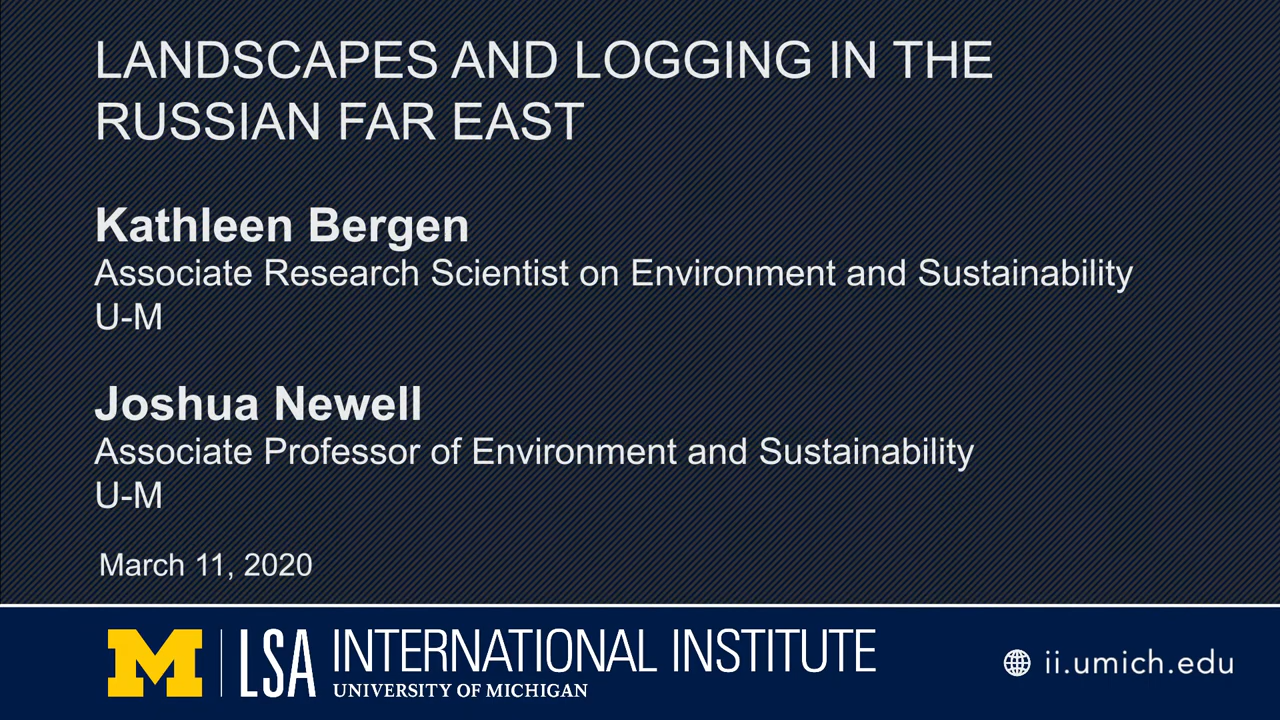 LANDSCAPES AND LOGGING IN THE
RUSSIAN FAR EAST
Kathleen Bergen
Associate Research Scientist on Environment and Sustainability
U-M
Joshua Newell
Associate Professor of Environment and Sustainability
U-M
March 11, 2020
M LSA INTERNATIONAL INSTITUTE
UNIVERSITY OF MICHIGAN
ii.umich.edu